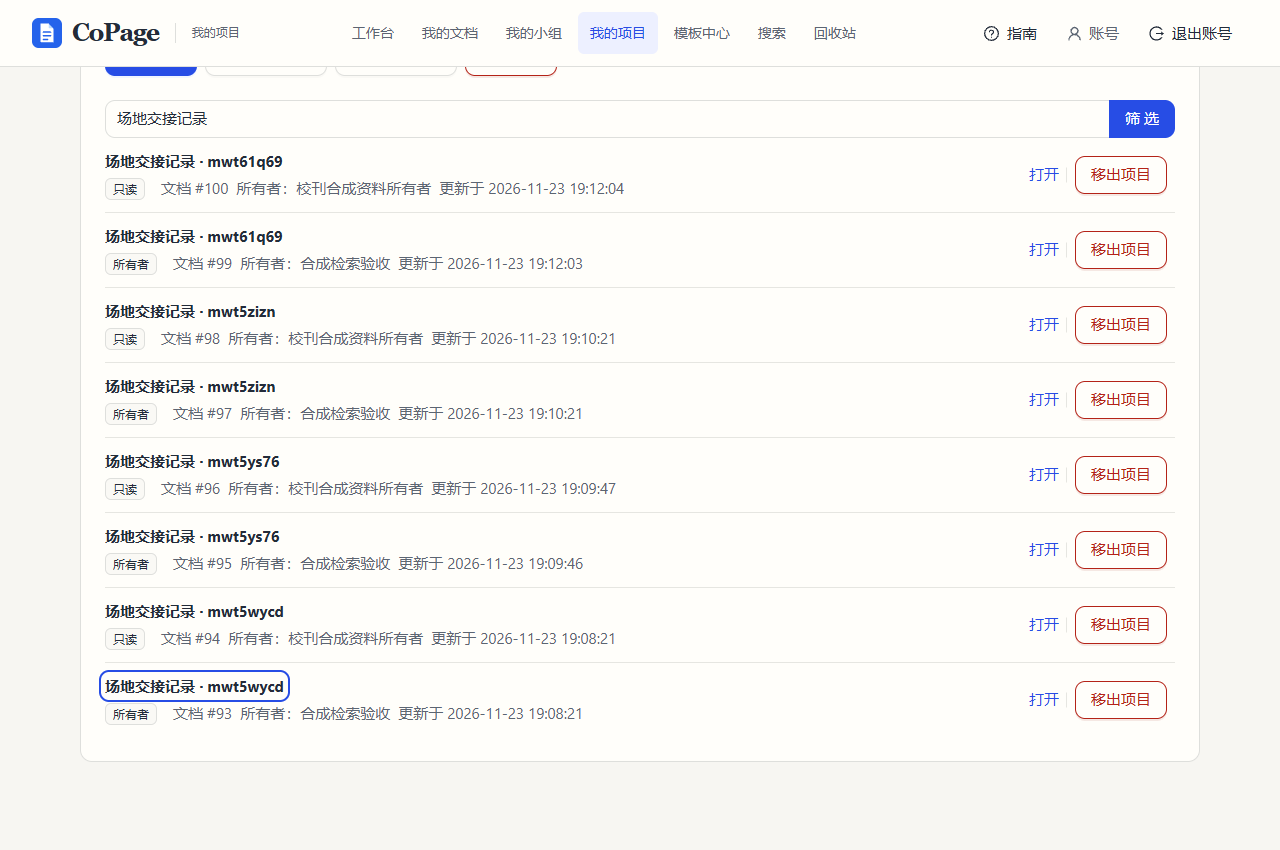 CoPage 我的项目 工作台 我的文档 我的小组 我的项目 模板中心 搜索 回收站 指南 账号 退出账号
场地交接记录 筛选
场地交接记录 · mwt61q69
只读 文档 #100 所有者：校刊合成资料所有者 更新于 2026-11-23 19:12:04 打开 移出项目
场地交接记录 · mwt61q69
所有者 文档 #99 所有者：合成检索验收 更新于 2026-11-23 19:12:03 打开 移出项目
场地交接记录 · mwt5zizn
只读 文档 #98 所有者：校刊合成资料所有者 更新于 2026-11-23 19:10:21 打开 移出项目
场地交接记录 · mwt5zizn
所有者 文档 #97 所有者：合成检索验收 更新于 2026-11-23 19:10:21 打开 移出项目
场地交接记录 · mwt5ys76
只读 文档 #96 所有者：校刊合成资料所有者 更新于 2026-11-23 19:09:47 打开 移出项目
场地交接记录 · mwt5ys76
所有者 文档 #95 所有者：合成检索验收 更新于 2026-11-23 19:09:46 打开 移出项目
场地交接记录 · mwt5wycd
只读 文档 #94 所有者：校刊合成资料所有者 更新于 2026-11-23 19:08:21 打开 移出项目
场地交接记录 · mwt5wycd
所有者 文档 #93 所有者：合成检索验收 更新于 2026-11-23 19:08:21 打开 移出项目